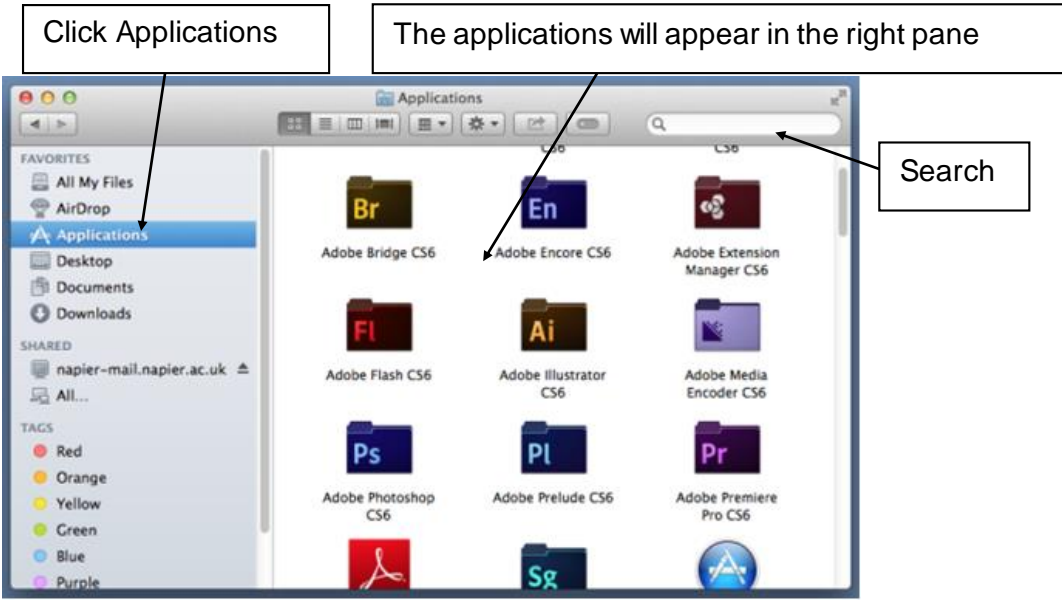 Click Applications
The applications will appear in the right pane
Search
Applications
FAVORITES
All My Files
AirDrop
Applications
Desktop
Documents
Downloads
SHARED
napier-mail.napier.ac.uk
All...
TAGS
Red
Orange
Yellow
Green
Blue
Purple
CS6 CS6
Br En
Adobe Bridge CS6 Adobe Encore CS6 Adobe Extension
Manager CS6
Fl Ai
Adobe Flash CS6 Adobe Illustrator Adobe Media
CS6 Encoder CS6
Ps Pl Pr
Adobe Photoshop Adobe Prelude CS6 Adobe Premiere
CS6 Pro CS6
Sg